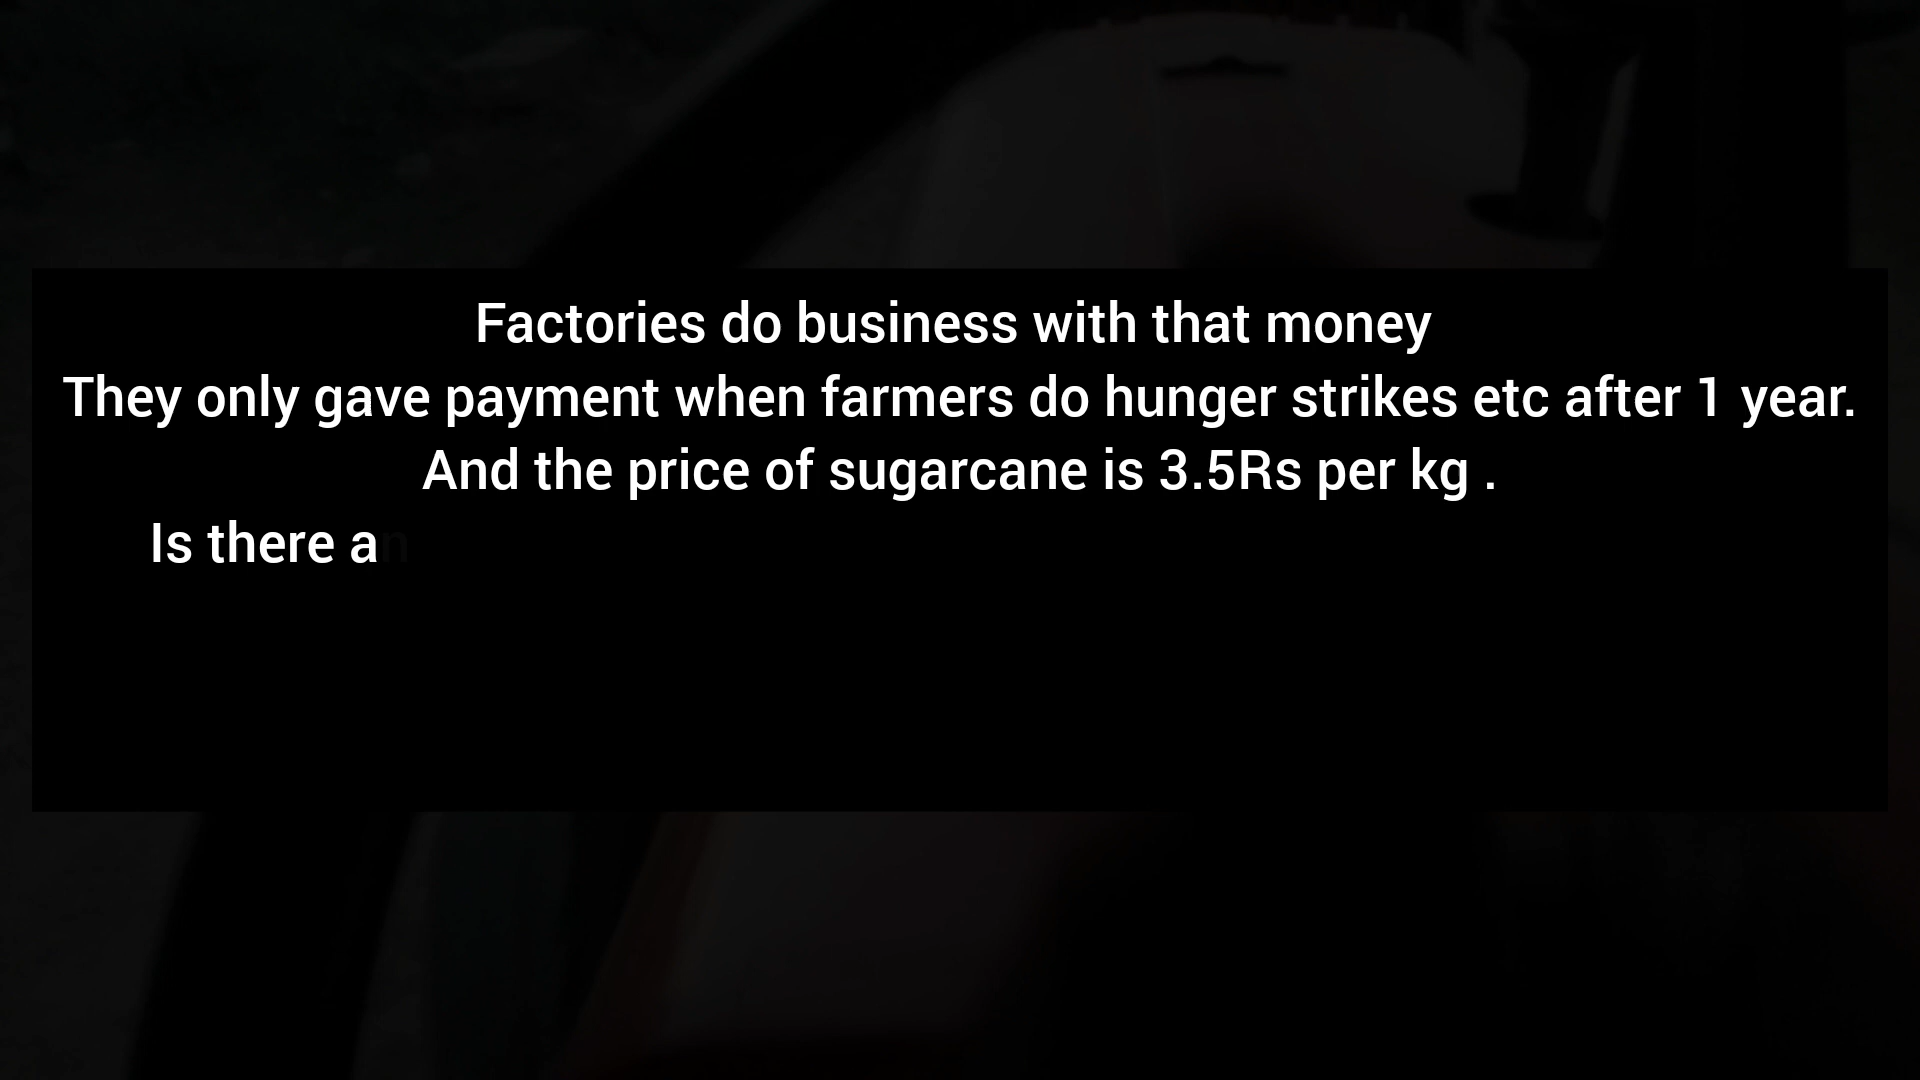 Factories do business with that money
They only gave payment when farmers do hunger strikes etc after 1 year.
And the price of sugarcane is 3.5Rs per kg .
Is there an